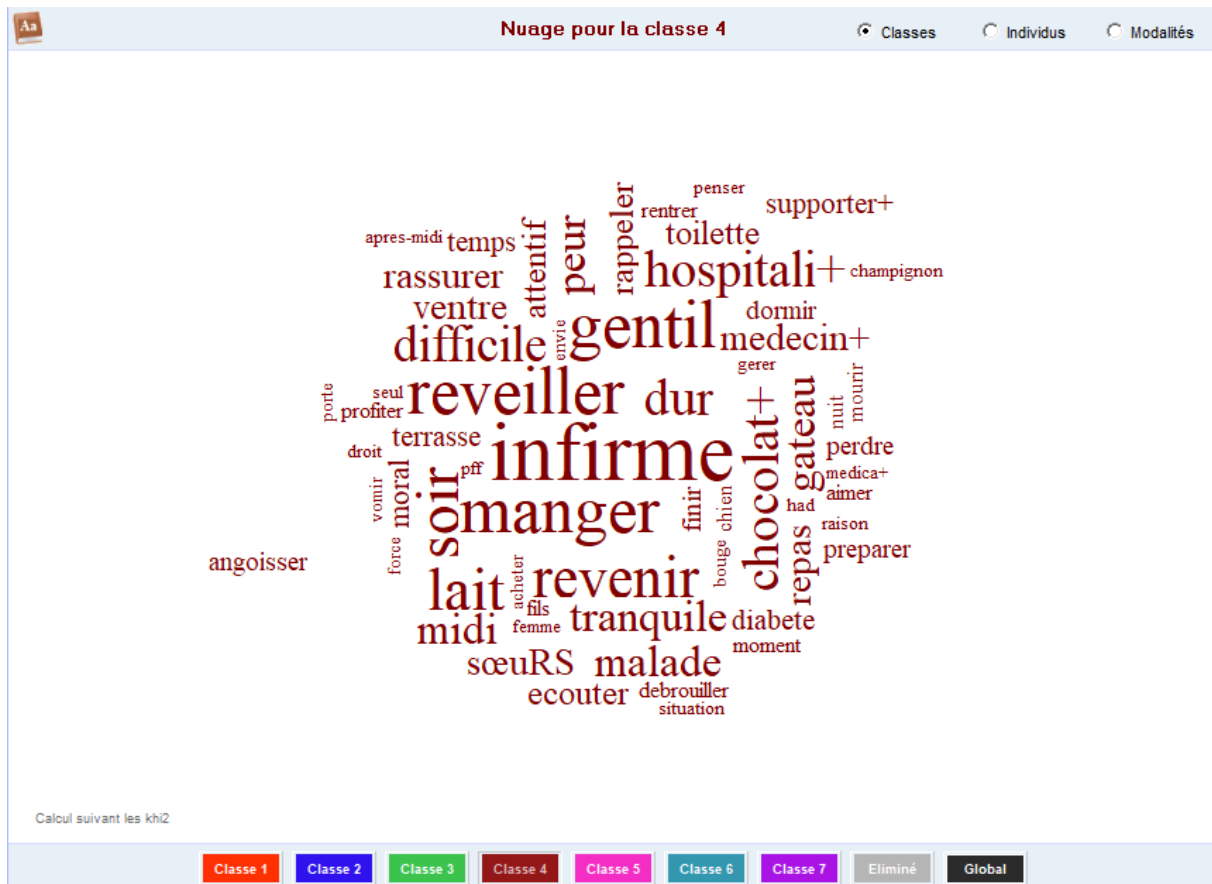 Aa
Nuage pour la classe 4
Classes
Individus
Modalités
penser
supporter+
rentrer
rappeler
apres-midi
temps
attentif
peur
toilette
rassurer
hospitali+
champignon
ventre
dormir
envie
gentil
difficile
medecin+
gerer
seul
reveiller
dur
porte
profiter
chocolat+
gateau
nuit
mourir
terrasse
infirme
perdre
droit
pff
medica+
vomir
moral
soir
manger
finir
chien
had
aimer
raison
angoisser
force
bouge
repas
preparer
lait
acheter
revenir
fils
femme
tranquile
diabete
midi
moment
sœuRS
malade
ecouter
debrouiller
situation
Calcul suivant les khi2
Classe 1
Classe 2
Classe 3
Classe 4
Classe 5
Classe 6
Classe 7
Eliminé
Global